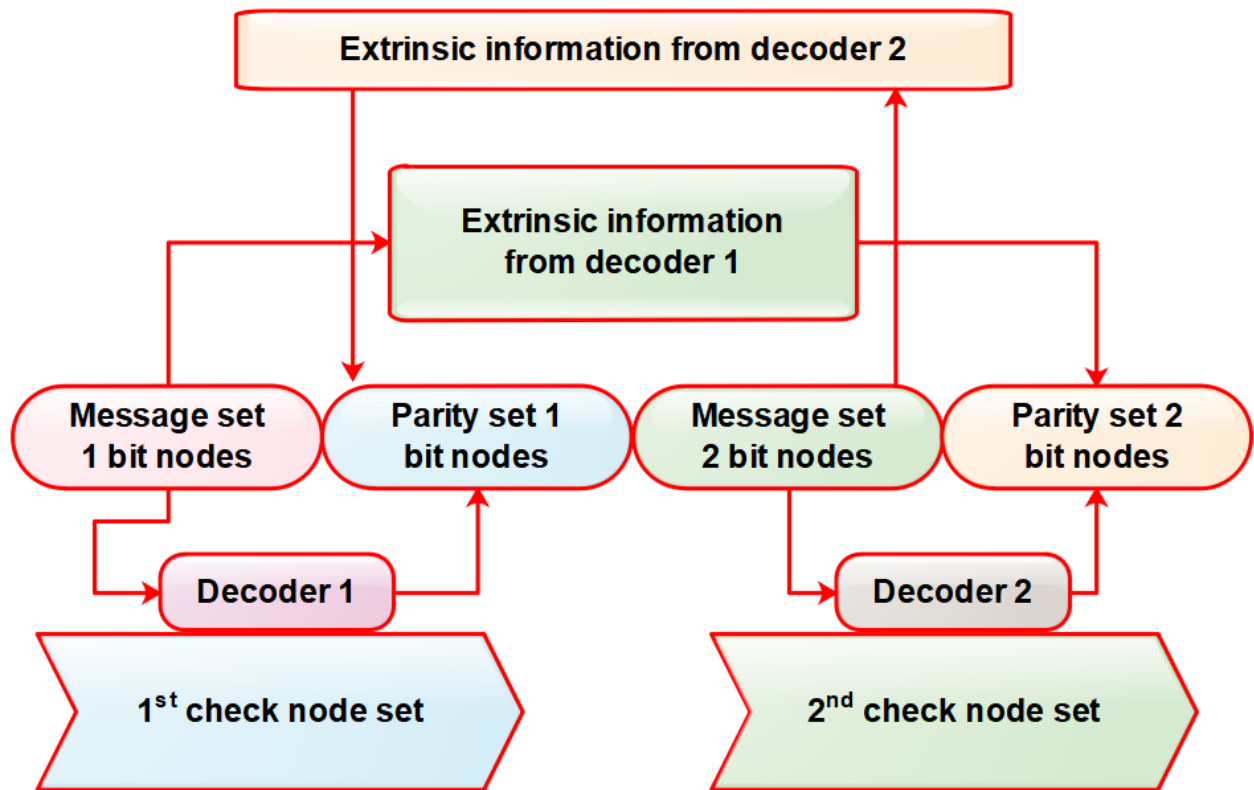 Extrinsic information from decoder 2
Extrinsic information
from decoder 1
Message set
1 bit nodes
Parity set 1
bit nodes
Message set
2 bit nodes
Parity set 2
bit nodes
Decoder 1
Decoder 2
1st check node set
2nd check node set